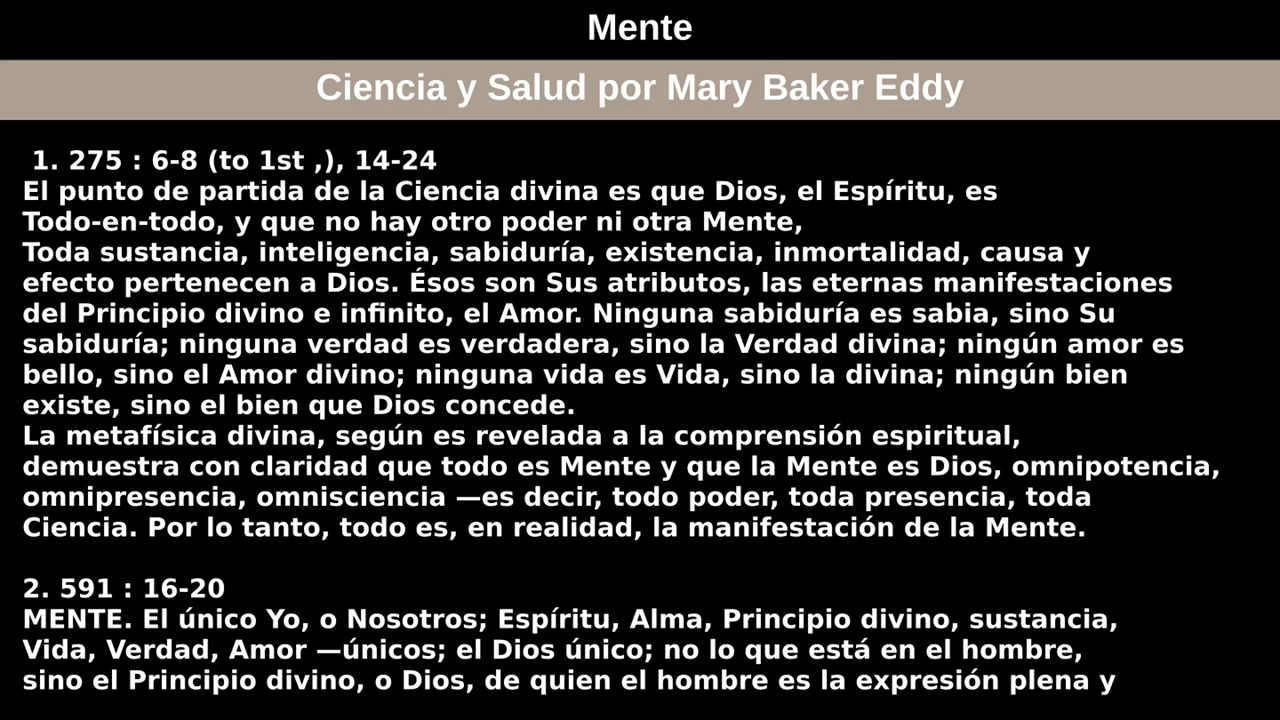 Mente
Ciencia y Salud por Mary Baker Eddy
1. 275 : 6-8 (to 1st ,), 14-24
El punto de partida de la Ciencia divina es que Dios, el Espíritu, es
Todo-en-todo, y que no hay otro poder ni otra Mente,
Toda sustancia, inteligencia, sabiduría, existencia, inmortalidad, causa y
efecto pertenecen a Dios. Ésos son Sus atributos, las eternas manifestaciones
del Principio divino e infinito, el Amor. Ninguna sabiduría es sabia, sino Su
sabiduría; ninguna verdad es verdadera, sino la Verdad divina; ningún amor es
bello, sino el Amor divino; ninguna vida es Vida, sino la divina; ningún bien
existe, sino el bien que Dios concede.
La metafísica divina, según es revelada a la comprensión espiritual,
demuestra con claridad que todo es Mente y que la Mente es Dios, omnipotencia,
omnipresencia, omnisciencia —es decir, todo poder, toda presencia, toda
Ciencia. Por lo tanto, todo es, en realidad, la manifestación de la Mente.
2. 591 : 16-20
MENTE. El único Yo, o Nosotros; Espíritu, Alma, Principio divino, sustancia,
Vida, Verdad, Amor —únicos; el Dios único; no lo que está en el hombre,
sino el Principio divino, o Dios, de quien el hombre es la expresión plena y